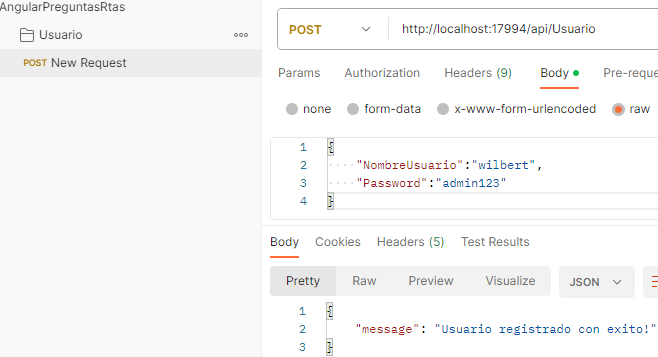 AngularPreguntasRtas
Usuario
POST New Request
POST http://localhost:17994/api/Usuario
Params Authorization Headers (9) Body Pre-reque
none form-data x-www-form-urlencoded raw
1 {
2 "NombreUsuario":"wilbert",
3 "Password":"admin123"
4 }
Body Cookies Headers (5) Test Results
Pretty Raw Preview Visualize JSON
1 {
2 "message": "Usuario registrado con exito!"
3 }